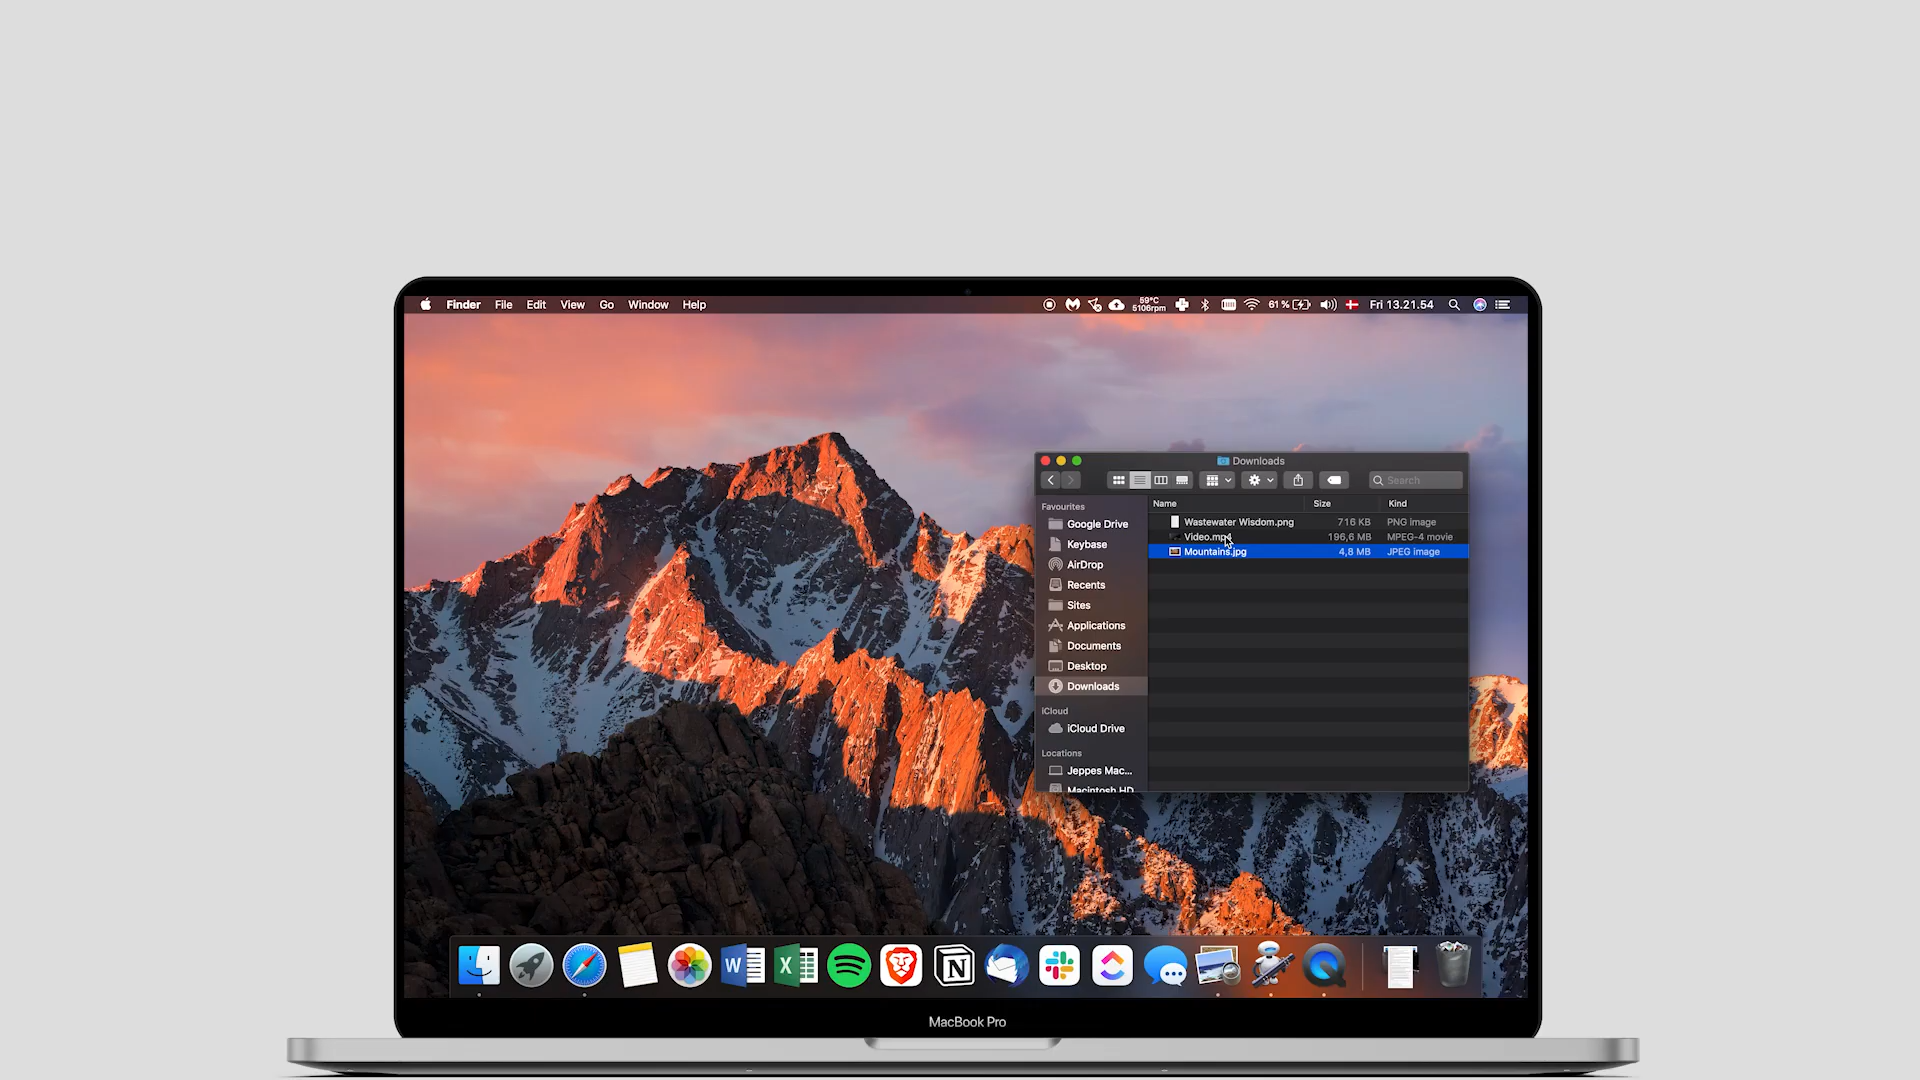 Finder File Edit View Go Window Help 59°C 5106rpm 61% Fri 13.21.54
Downloads
Search
Favourites
Google Drive
Keybase
AirDrop
Recents
Sites
Applications
Documents
Desktop
Downloads
iCloud
iCloud Drive
Locations
Jeppes Mac...
Macintosh HD
Name Size Kind
Wastewater Wisdom.png 716 KB PNG image
Video.mp4 196,6 MB MPEG-4 movie
Mountains.jpg 4,8 MB JPEG image
W X N
MacBook Pro